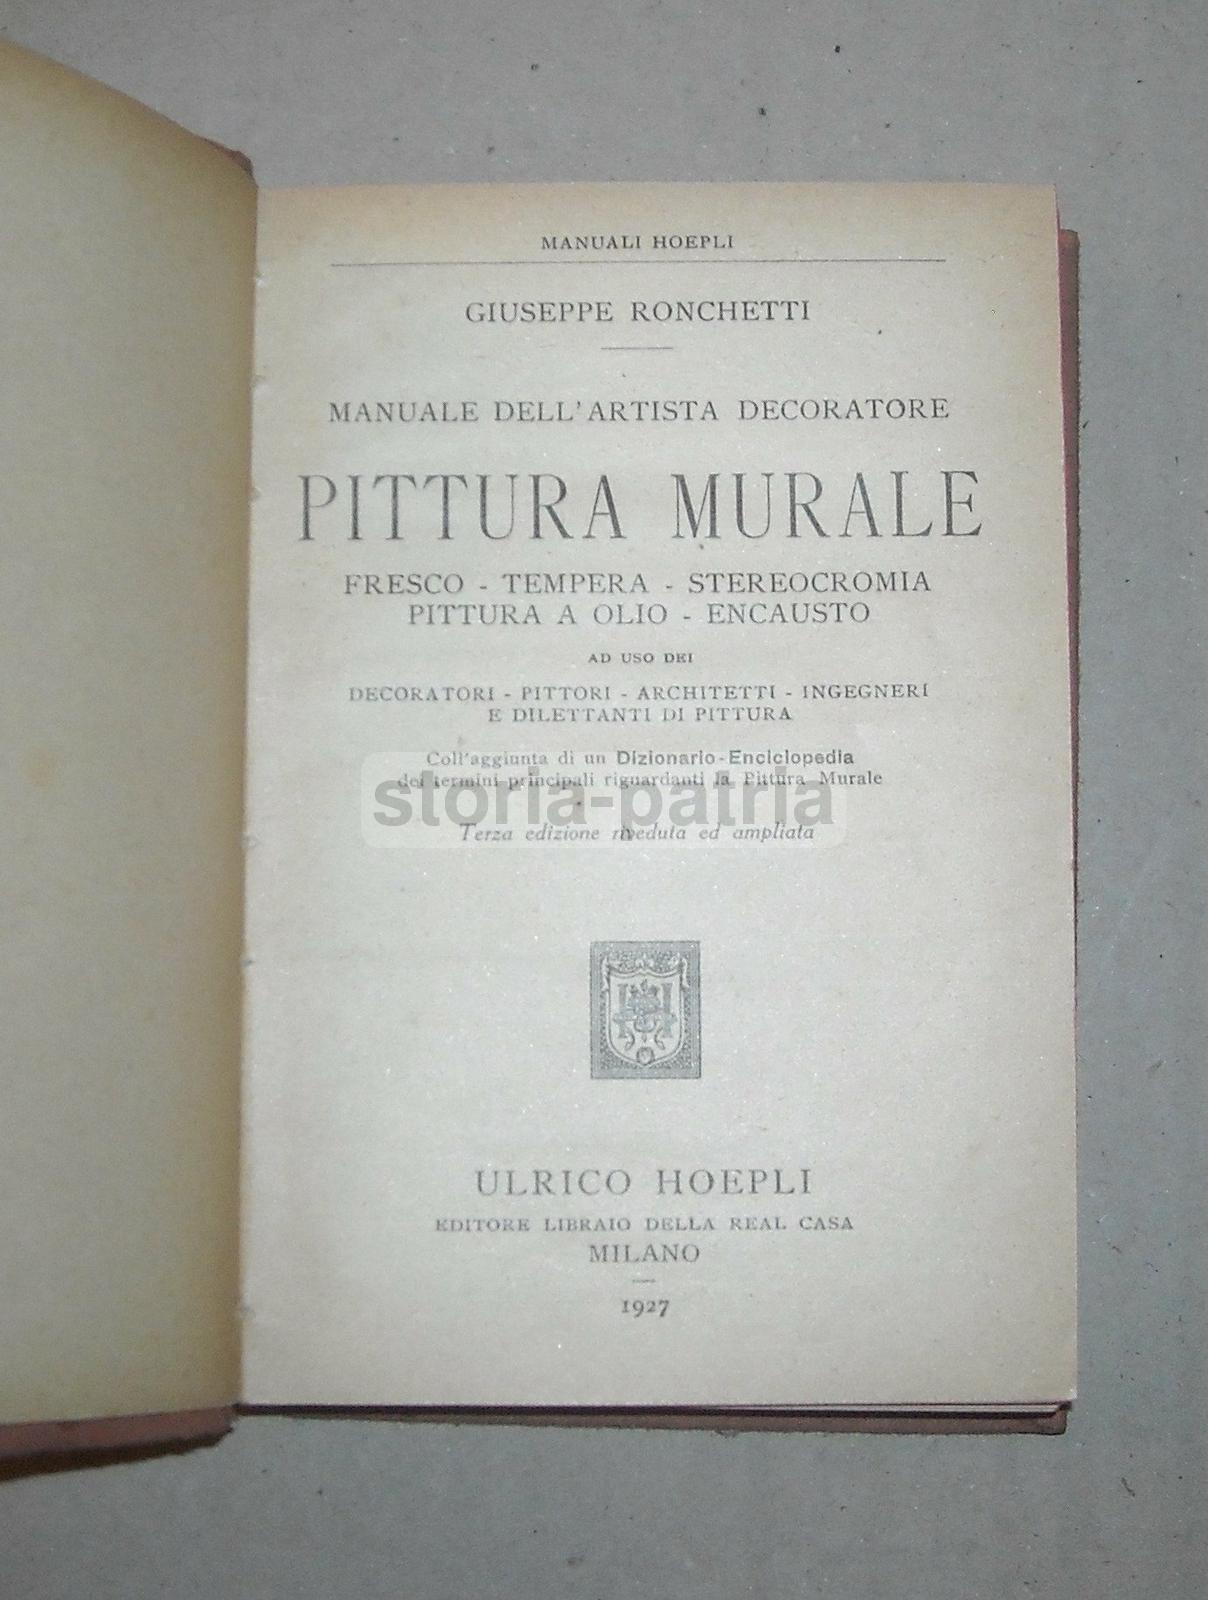 MANUALI HOEPLI
GIUSEPPE RONCHETTI
MANUALE DELL'ARTISTA DECORATORE
PITTURA MURALE
FRESCO - TEMPERA - STEREOCROMIA
PITTURA A OLIO - ENCAUSTO
AD USO DEI
DECORATORI - PITTORI - ARCHITETTI - INGEGNERI
E DILETTANTI DI PITTURA
Coll'aggiunta di un Dizionario-Enciclopedia
dei termini principali riguardanti la Pittura Murale
storia-patria
Terza edizione riveduta ed ampliata
ULRICO HOEPLI
EDITORE LIBRAIO DELLA REAL CASA
MILANO
1927